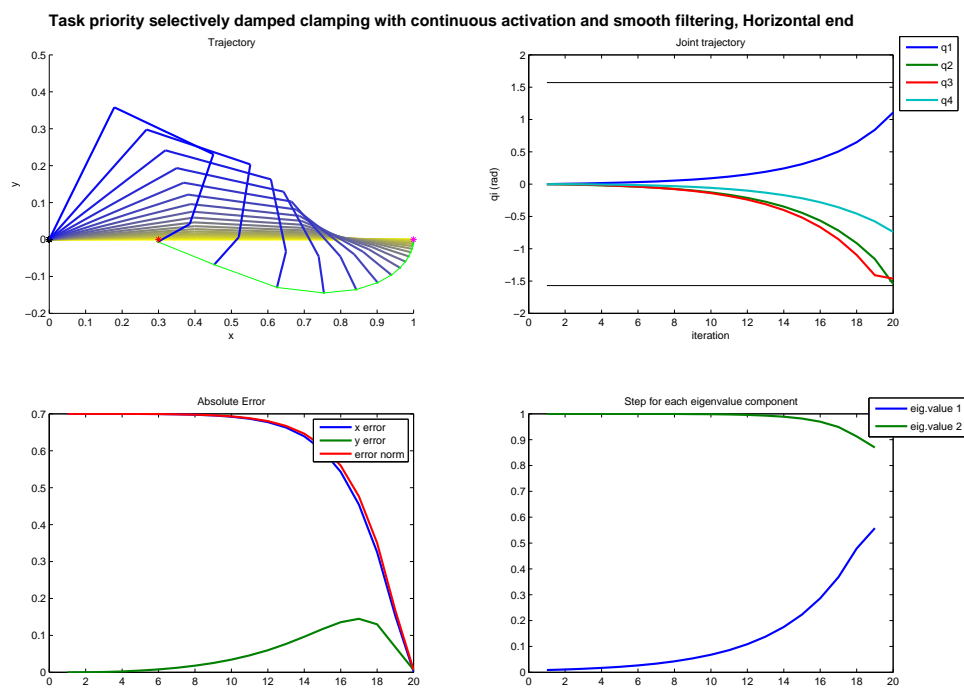 Task priority selectively damped clamping with continuous activation and smooth filtering, Horizontal end
Trajectory
0.5
0.4
0.3
0.2
0.1
0
−0.1
−0.2
y
0 0.1 0.2 0.3 0.4 0.5 0.6 0.7 0.8 0.9 1
x
Joint trajectory
2
1.5
1
0.5
0
−0.5
−1
−1.5
−2
qi (rad)
0 2 4 6 8 10 12 14 16 18 20
iteration
q1
q2
q3
q4
Absolute Error
0.7
0.6
0.5
0.4
0.3
0.2
0.1
0
0 2 4 6 8 10 12 14 16 18 20
x error
y error
error norm
Step for each eigenvalue component
1
0.9
0.8
0.7
0.6
0.5
0.4
0.3
0.2
0.1
0
0 2 4 6 8 10 12 14 16 18 20
eig.value 1
eig.value 2